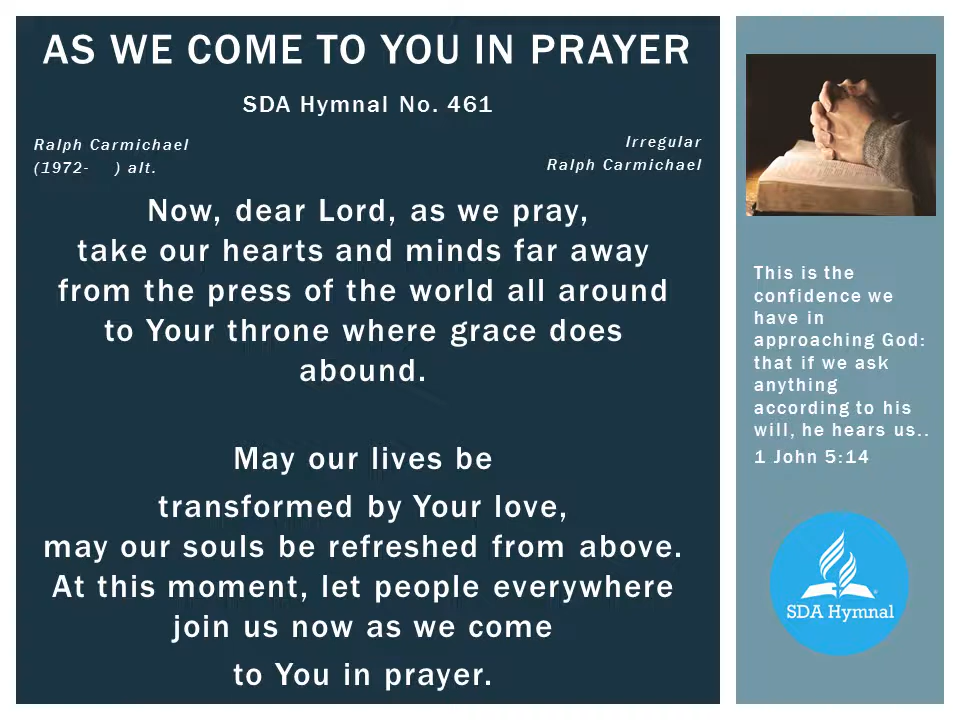 AS WE COME TO YOU IN PRAYER
SDA Hymnal No. 461
Ralph Carmichael
(1972-    ) alt.
Irregular
Ralph Carmichael
Now, dear Lord, as we pray,
take our hearts and minds far away
from the press of the world all around
to Your throne where grace does
abound.
May our lives be
transformed by Your love,
may our souls be refreshed from above.
At this moment, let people everywhere
join us now as we come
to You in prayer.
This is the
confidence we
have in
approaching God:
that if we ask
anything
according to his
will, he hears us..
1 John 5:14
SDA Hymnal